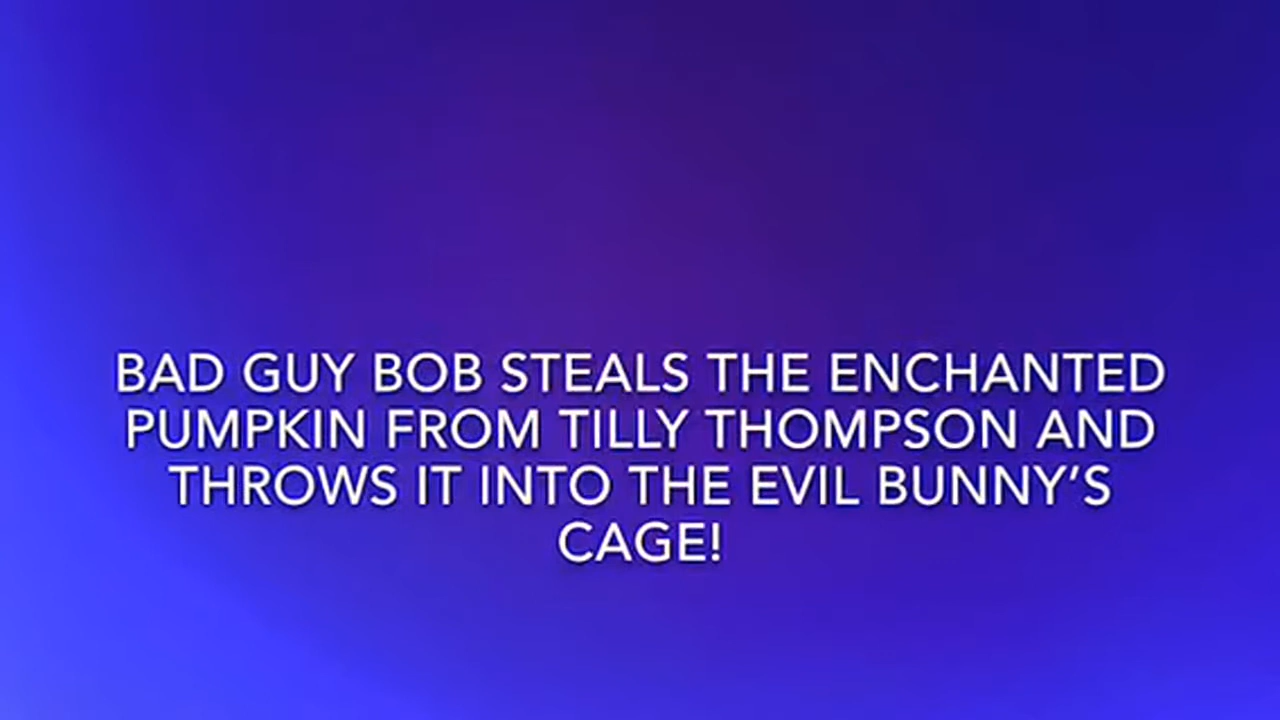 BAD GUY BOB STEALS THE ENCHANTED
PUMPKIN FROM TILLY THOMPSON AND
THROWS IT INTO THE EVIL BUNNY’S
CAGE!